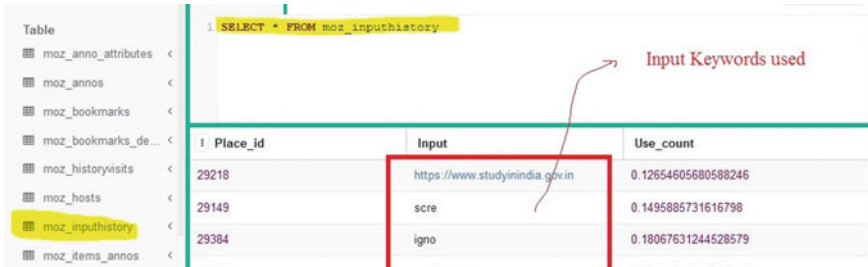 Table
moz_anno_attributes <
moz_annos <
moz_bookmarks <
moz_bookmarks_de... <
moz_historyvisits <
moz_hosts <
moz_inputhistory <
moz_items_annos <
1 SELECT * FROM moz_inputhistory
Input Keywords used
Place_id Input Use_count
29218 https://www.studyinindia.gov.in 0.12654605680588246
29149 scre 0.1495885731616798
29384 igno 0.18067631244528579